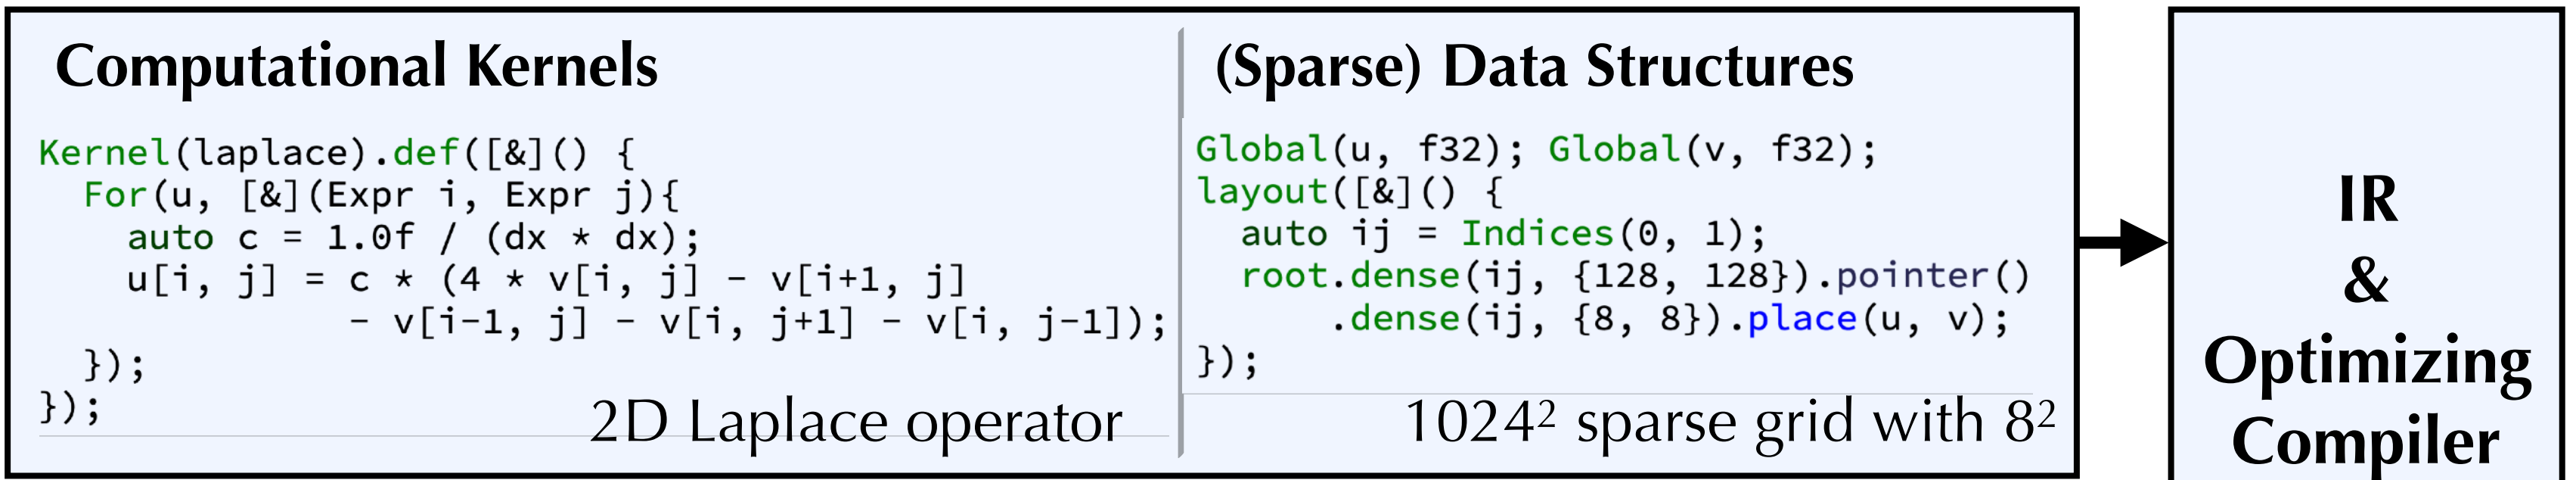 Computational Kernels
Kernel(laplace).def([&]() {
  For(u, [&](Expr i, Expr j){
    auto c = 1.0f / (dx * dx);
    u[i, j] = c * (4 * v[i, j] - v[i+1, j]
              - v[i-1, j] - v[i, j+1] - v[i, j-1]);
  });
});
2D Laplace operator
(Sparse) Data Structures
Global(u, f32); Global(v, f32);
layout([&]() {
  auto ij = Indices(0, 1);
  root.dense(ij, {128, 128}).pointer()
      .dense(ij, {8, 8}).place(u, v);
});
1024² sparse grid with 8²
IR
&
Optimizing
Compiler